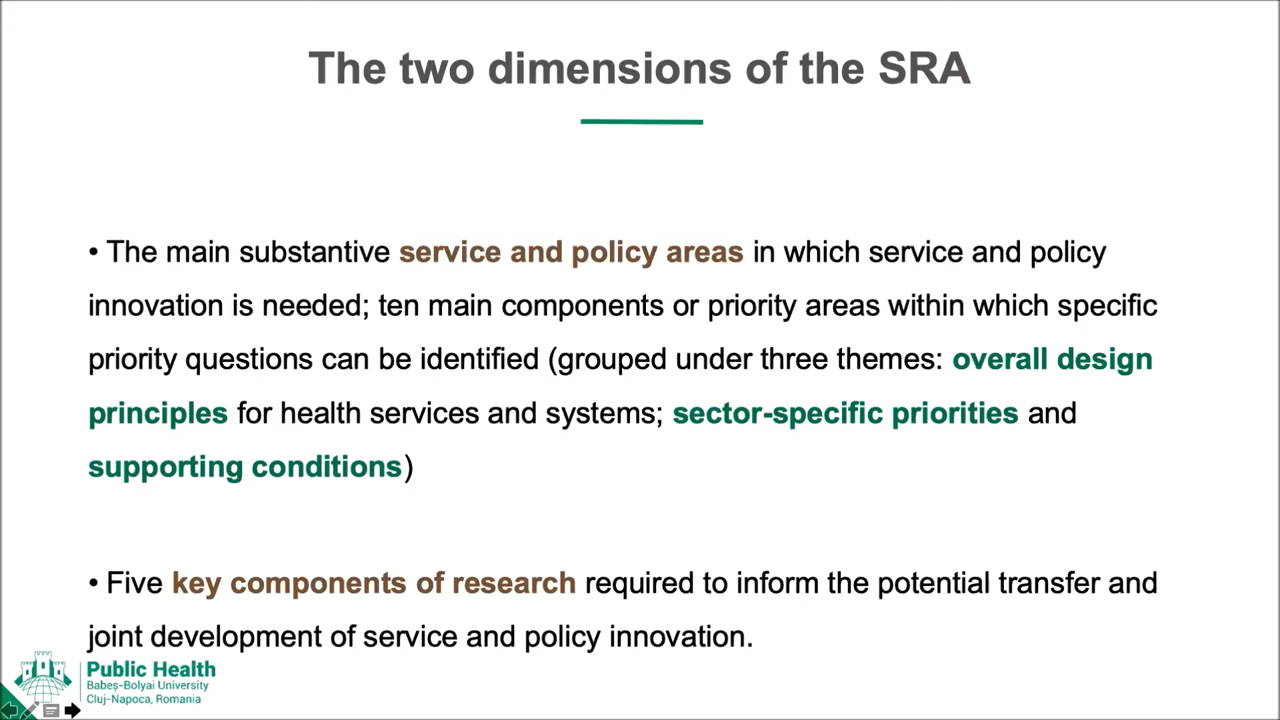 The two dimensions of the SRA
• The main substantive service and policy areas in which service and policy
innovation is needed; ten main components or priority areas within which specific
priority questions can be identified (grouped under three themes: overall design
principles for health services and systems; sector-specific priorities and
supporting conditions)
• Five key components of research required to inform the potential transfer and
joint development of service and policy innovation.
Public Health
Babeș-Bolyai University
Cluj-Napoca, Romania